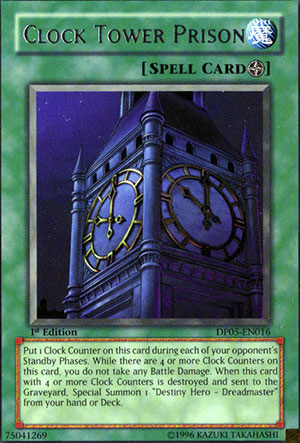 CLOCK TOWER PRISON 魔
[SPELL CARD]
1st Edition
DP05-EN016
Put 1 Clock Counter on this card during each of your opponent's
Standby Phases. While there are 4 or more Clock Counters on
this card, you do not take any Battle Damage. When this card
with 4 or more Clock Counters is destroyed and sent to the
Graveyard, Special Summon 1 "Destiny Hero - Dreadmaster"
from your hand or Deck.
75041269
©1996 KAZUKI TAKAHASHI